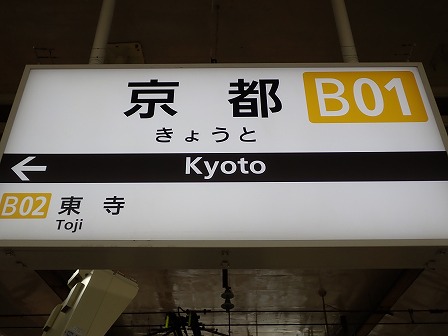 京都 B01
きょうと
← Kyoto
B02 東寺
Toji